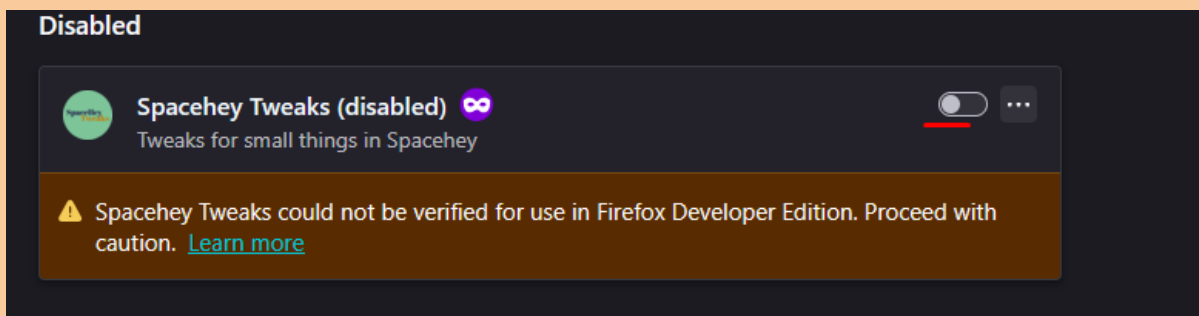 Disabled
Spacehey Tweaks (disabled)
Tweaks for small things in Spacehey
Spacehey Tweaks could not be verified for use in Firefox Developer Edition. Proceed with
caution. Learn more